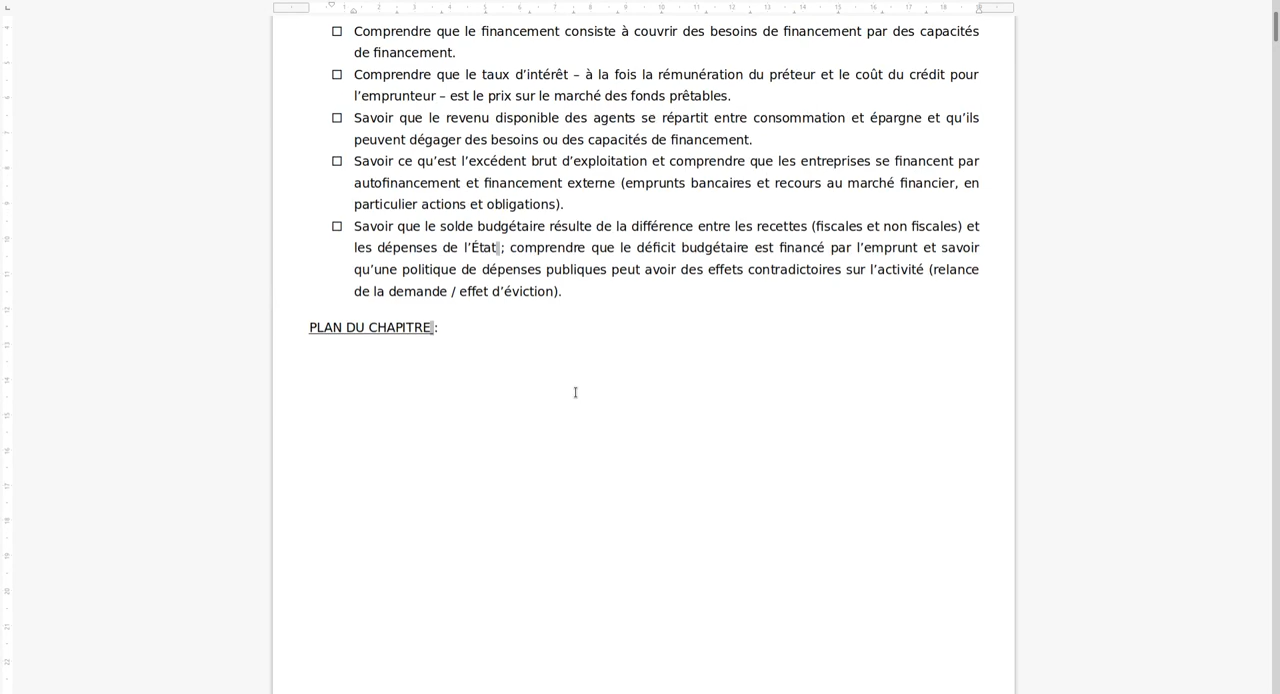 ☐ Comprendre que le financement consiste à couvrir des besoins de financement par des capacités
de financement.
☐ Comprendre que le taux d’intérêt – à la fois la rémunération du préteur et le coût du crédit pour
l’emprunteur – est le prix sur le marché des fonds prêtables.
☐ Savoir que le revenu disponible des agents se répartit entre consommation et épargne et qu’ils
peuvent dégager des besoins ou des capacités de financement.
☐ Savoir ce qu’est l’excédent brut d’exploitation et comprendre que les entreprises se financent par
autofinancement et financement externe (emprunts bancaires et recours au marché financier, en
particulier actions et obligations).
☐ Savoir que le solde budgétaire résulte de la différence entre les recettes (fiscales et non fiscales) et
les dépenses de l’État ; comprendre que le déficit budgétaire est financé par l’emprunt et savoir
qu’une politique de dépenses publiques peut avoir des effets contradictoires sur l’activité (relance
de la demande / effet d’éviction).
PLAN DU CHAPITRE :